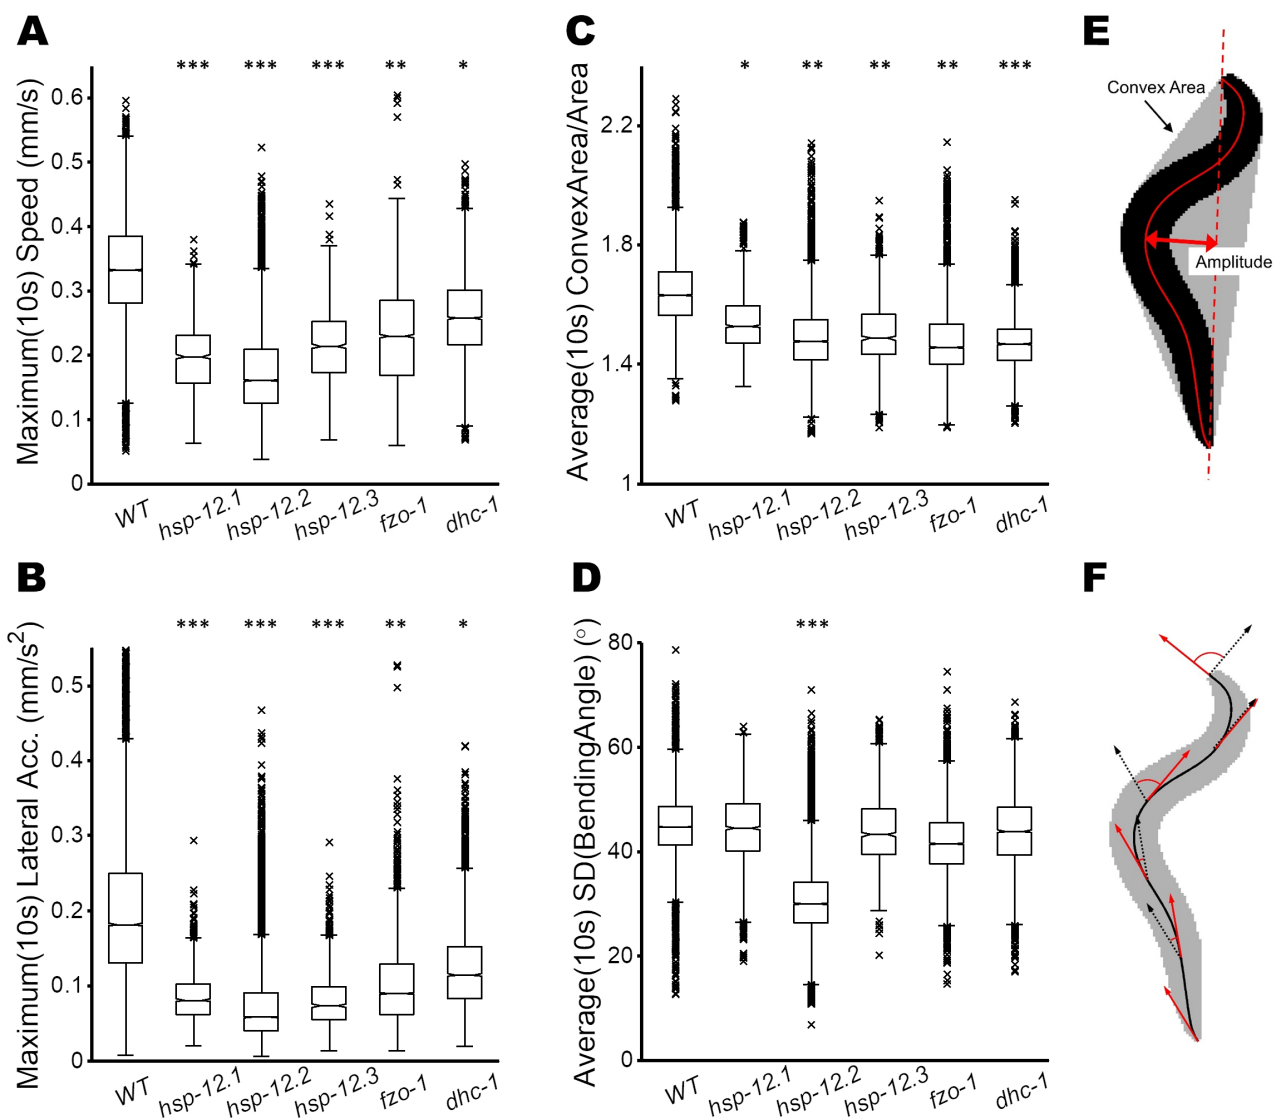 A
*** *** *** ** *
Maximum(10s) Speed (mm/s)
0.6
0.5
0.4
0.3
0.2
0.1
0
WT hsp-12.1 hsp-12.2 hsp-12.3 fzo-1 dhc-1
B
*** *** *** ** *
Maximum(10s) Lateral Acc. (mm/s²)
0.5
0.4
0.3
0.2
0.1
0
WT hsp-12.1 hsp-12.2 hsp-12.3 fzo-1 dhc-1
C
* ** ** ** ***
Average(10s) ConvexArea/Area
2.2
1.8
1.4
1
WT hsp-12.1 hsp-12.2 hsp-12.3 fzo-1 dhc-1
D
***
Average(10s) SD(BendingAngle) (○)
80
60
40
20
0
WT hsp-12.1 hsp-12.2 hsp-12.3 fzo-1 dhc-1
E
Convex Area
Amplitude
F